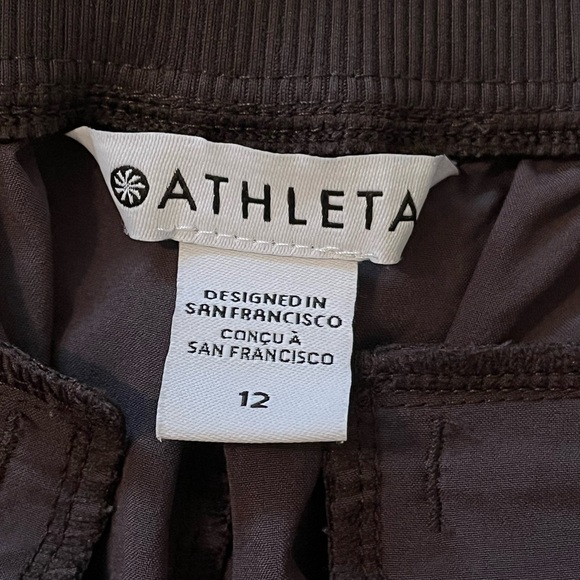 ATHLETA
DESIGNED IN
SAN FRANCISCO
CONÇU À
SAN FRANCISCO
12